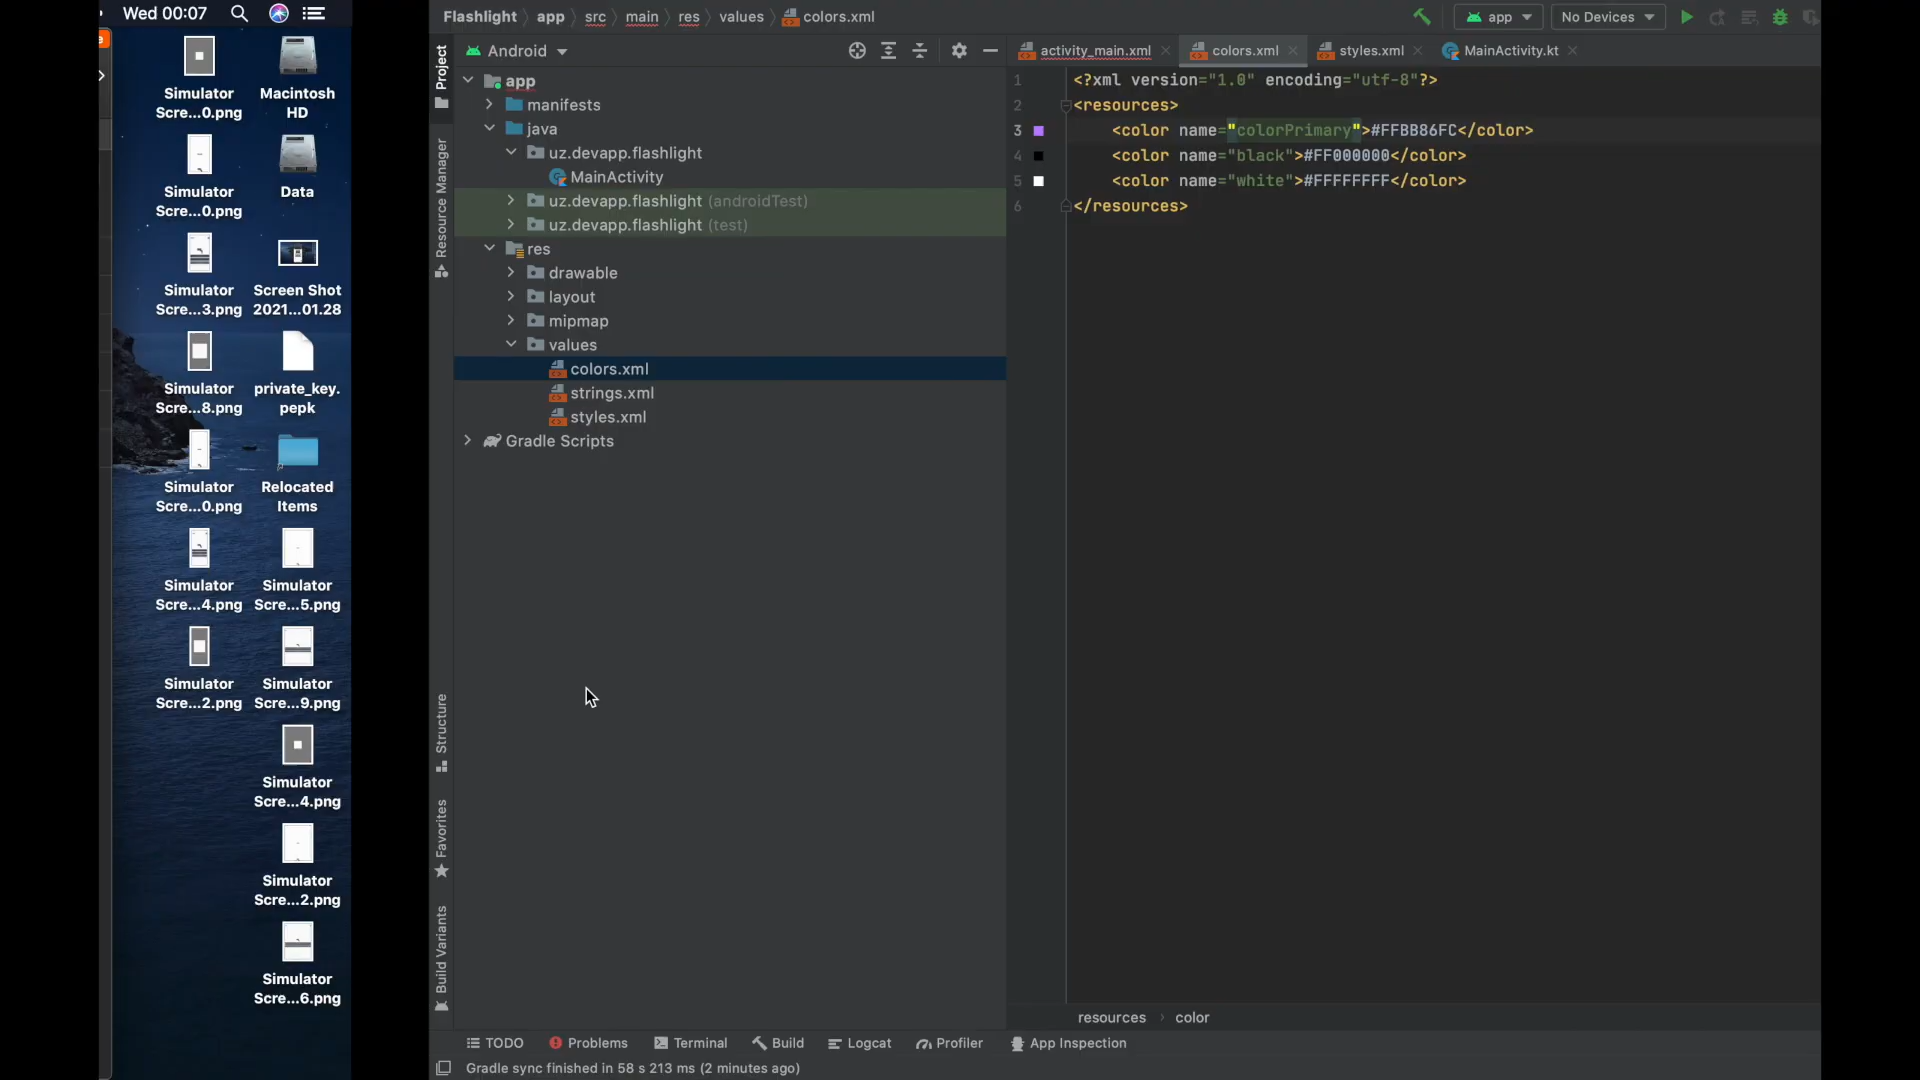 Wed 00:07
Simulator
Scre...0.png
Macintosh
HD
Simulator
Scre...0.png
Data
Simulator
Scre...3.png
Screen Shot
2021...01.28
Simulator
Scre...8.png
private_key.
pepk
Simulator
Scre...0.png
Relocated
Items
Simulator
Scre...4.png
Simulator
Scre...5.png
Simulator
Scre...2.png
Simulator
Scre...9.png
Simulator
Scre...4.png
Simulator
Scre...2.png
Simulator
Scre...6.png
Flashlight app src main res values colors.xml
app No Devices
Project
Resource Manager
Structure
Favorites
Build Variants
Android
app
manifests
java
uz.devapp.flashlight
MainActivity
uz.devapp.flashlight (androidTest)
uz.devapp.flashlight (test)
res
drawable
layout
mipmap
values
colors.xml
strings.xml
styles.xml
Gradle Scripts
activity_main.xml colors.xml styles.xml MainActivity.kt
1 <?xml version="1.0" encoding="utf-8"?>
2 <resources>
3 <color name="colorPrimary">#FFBB86FC</color>
4 <color name="black">#FF000000</color>
5 <color name="white">#FFFFFFFF</color>
6 </resources>
resources › color
TODO Problems Terminal Build Logcat Profiler App Inspection
Gradle sync finished in 58 s 213 ms (2 minutes ago)